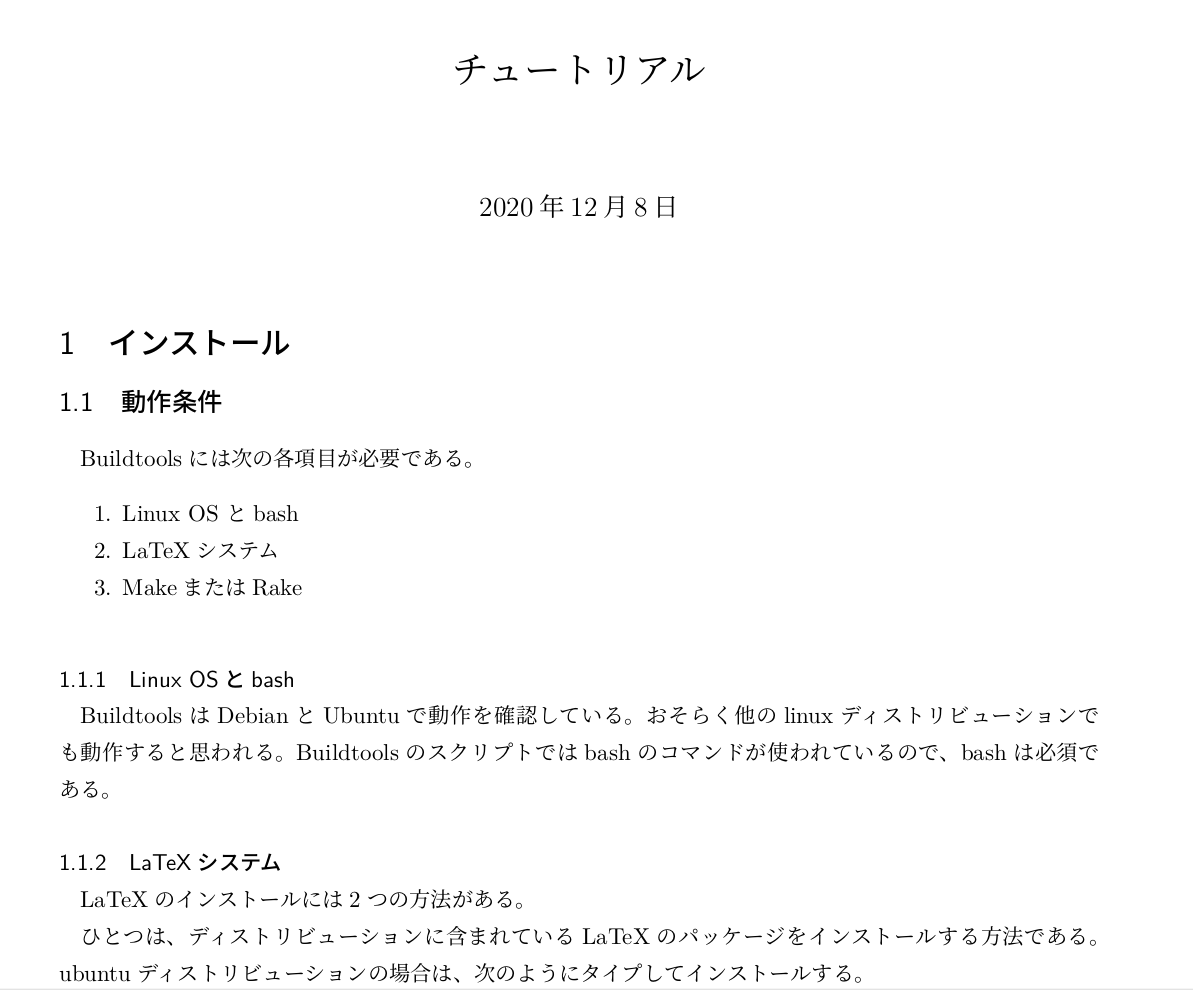 チュートリアル
2020 年 12 月 8 日
1 インストール
1.1 動作条件
Buildtools には次の各項目が必要である。
1. Linux OS と bash
2. LaTeX システム
3. Make または Rake
1.1.1 Linux OS と bash
Buildtools は Debian と Ubuntu で動作を確認している。おそらく他の linux ディストリビューションで
も動作すると思われる。Buildtools のスクリプトでは bash のコマンドが使われているので、bash は必須で
ある。
1.1.2 LaTeX システム
LaTeX のインストールには 2 つの方法がある。
ひとつは、ディストリビューションに含まれている LaTeX のパッケージをインストールする方法である。
ubuntu ディストリビューションの場合は、次のようにタイプしてインストールする。